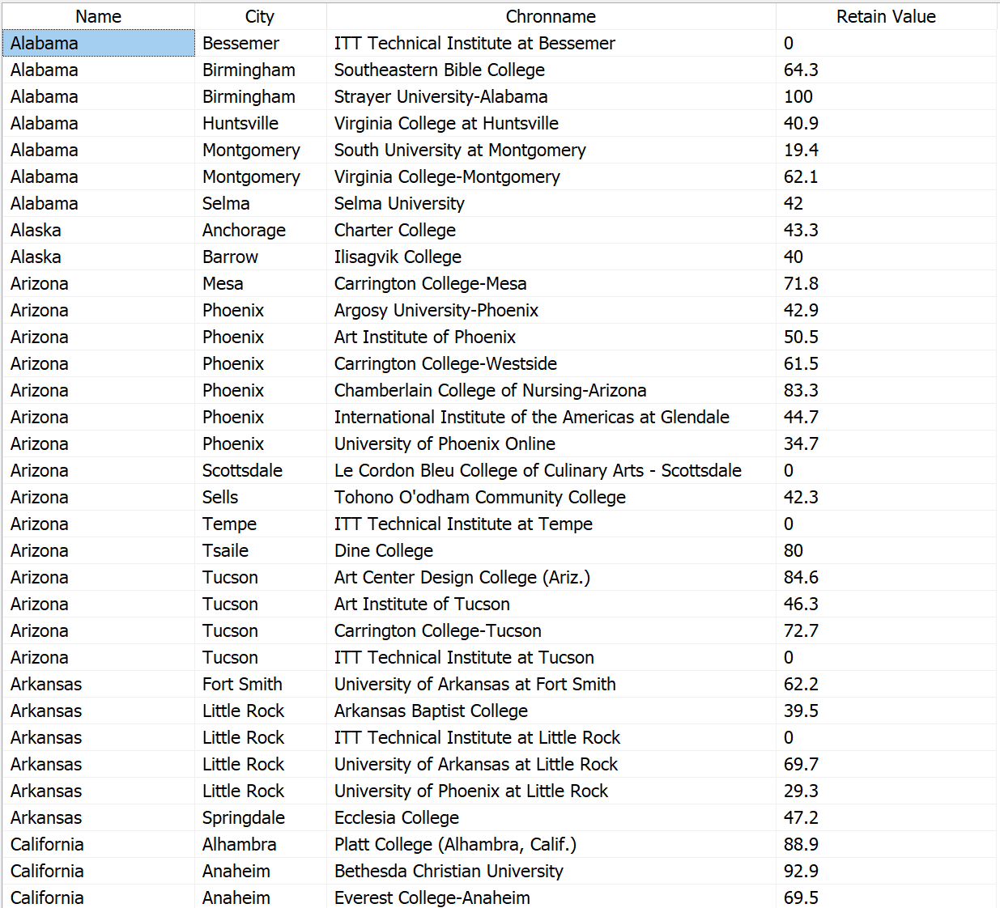 Name City Chronname Retain Value
Alabama Bessemer ITT Technical Institute at Bessemer 0
Alabama Birmingham Southeastern Bible College 64.3
Alabama Birmingham Strayer University-Alabama 100
Alabama Huntsville Virginia College at Huntsville 40.9
Alabama Montgomery South University at Montgomery 19.4
Alabama Montgomery Virginia College-Montgomery 62.1
Alabama Selma Selma University 42
Alaska Anchorage Charter College 43.3
Alaska Barrow Ilisagvik College 40
Arizona Mesa Carrington College-Mesa 71.8
Arizona Phoenix Argosy University-Phoenix 42.9
Arizona Phoenix Art Institute of Phoenix 50.5
Arizona Phoenix Carrington College-Westside 61.5
Arizona Phoenix Chamberlain College of Nursing-Arizona 83.3
Arizona Phoenix International Institute of the Americas at Glendale 44.7
Arizona Phoenix University of Phoenix Online 34.7
Arizona Scottsdale Le Cordon Bleu College of Culinary Arts - Scottsdale 0
Arizona Sells Tohono O'odham Community College 42.3
Arizona Tempe ITT Technical Institute at Tempe 0
Arizona Tsaile Dine College 80
Arizona Tucson Art Center Design College (Ariz.) 84.6
Arizona Tucson Art Institute of Tucson 46.3
Arizona Tucson Carrington College-Tucson 72.7
Arizona Tucson ITT Technical Institute at Tucson 0
Arkansas Fort Smith University of Arkansas at Fort Smith 62.2
Arkansas Little Rock Arkansas Baptist College 39.5
Arkansas Little Rock ITT Technical Institute at Little Rock 0
Arkansas Little Rock University of Arkansas at Little Rock 69.7
Arkansas Little Rock University of Phoenix at Little Rock 29.3
Arkansas Springdale Ecclesia College 47.2
California Alhambra Platt College (Alhambra, Calif.) 88.9
California Anaheim Bethesda Christian University 92.9
California Anaheim Everest College-Anaheim 69.5